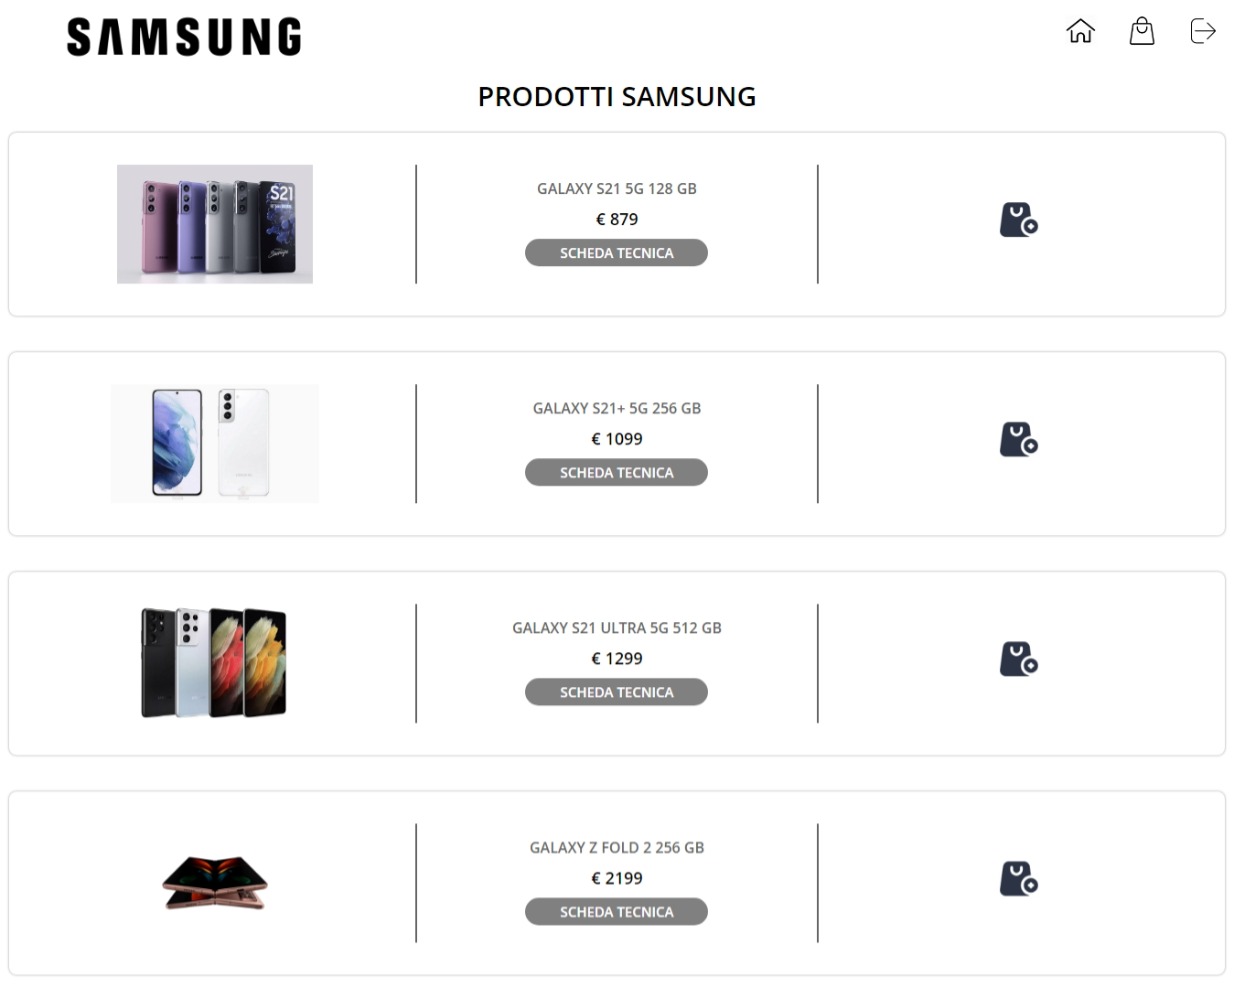 SAMSUNG
PRODOTTI SAMSUNG
S21
GALAXY S21 5G 128 GB
€ 879
SCHEDA TECNICA
GALAXY S21+ 5G 256 GB
€ 1099
SCHEDA TECNICA
GALAXY S21 ULTRA 5G 512 GB
€ 1299
SCHEDA TECNICA
GALAXY Z FOLD 2 256 GB
€ 2199
SCHEDA TECNICA